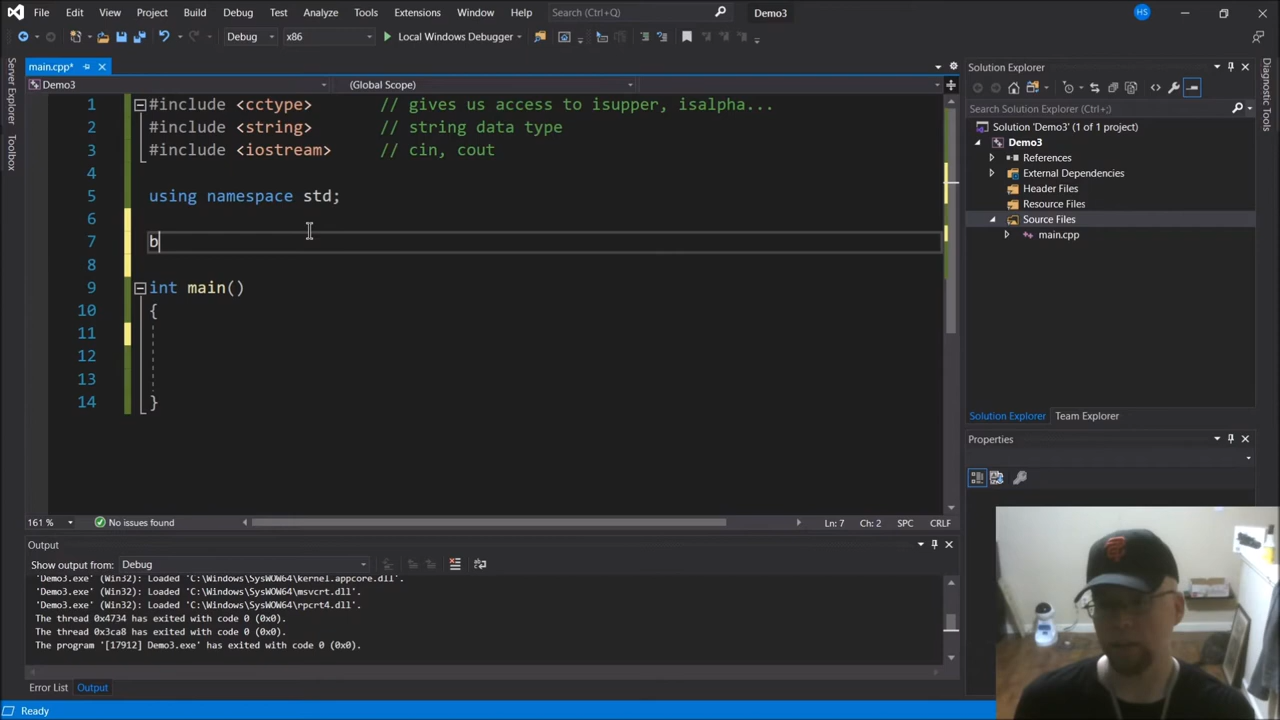 File Edit View Project Build Debug Test Analyze Tools Extensions Window Help Search (Ctrl+Q) Demo3 HS
Debug x86 Local Windows Debugger
Server Explorer
Toolbox
main.cpp*
Demo3 (Global Scope)
1 #include <cctype> // gives us access to isupper, isalpha...
2 #include <string> // string data type
3 #include <iostream> // cin, cout
4
5 using namespace std;
6
7 b
8
9 int main()
10 {
11
12
13
14 }
161 % No issues found Ln: 7 Ch: 2 SPC CRLF
Output
Show output from: Debug
'Demo3.exe' (Win32): Loaded 'C:\Windows\SysWOW64\kernel.appcore.dll'.
'Demo3.exe' (Win32): Loaded 'C:\Windows\SysWOW64\msvcrt.dll'.
'Demo3.exe' (Win32): Loaded 'C:\Windows\SysWOW64\rpcrt4.dll'.
The thread 0x4734 has exited with code 0 (0x0).
The thread 0x3ca8 has exited with code 0 (0x0).
The program '[17912] Demo3.exe' has exited with code 0 (0x0).
Error List Output
Ready
Solution Explorer
Search Solution Explorer (Ctrl+;)
Solution 'Demo3' (1 of 1 project)
Demo3
References
External Dependencies
Header Files
Resource Files
Source Files
main.cpp
Solution Explorer Team Explorer
Properties
Diagnostic Tools